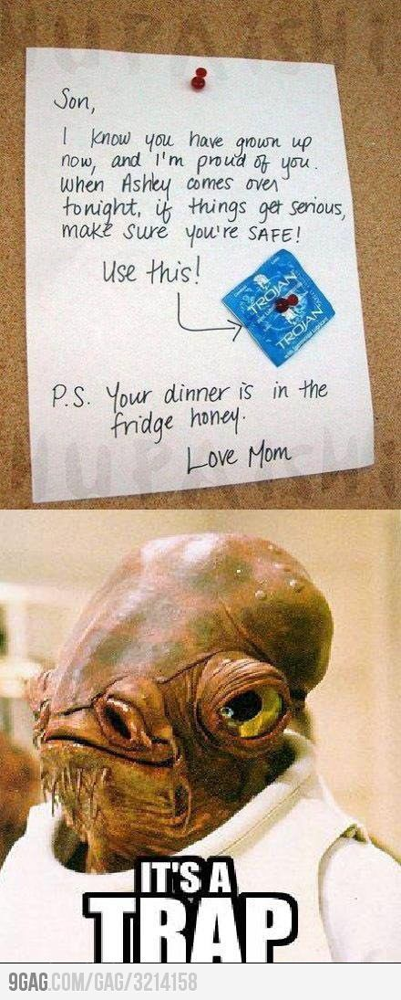 Son,
I know you have grown up
now, and I'm proud of you.
When Ashley comes over
tonight, if things get serious,
make sure you're SAFE!
Use this!
TROJAN
TROJAN
P.S. Your dinner is in the
fridge honey.
Love Mom
IT'S A
TRAP
9GAG.COM/GAG/3214158